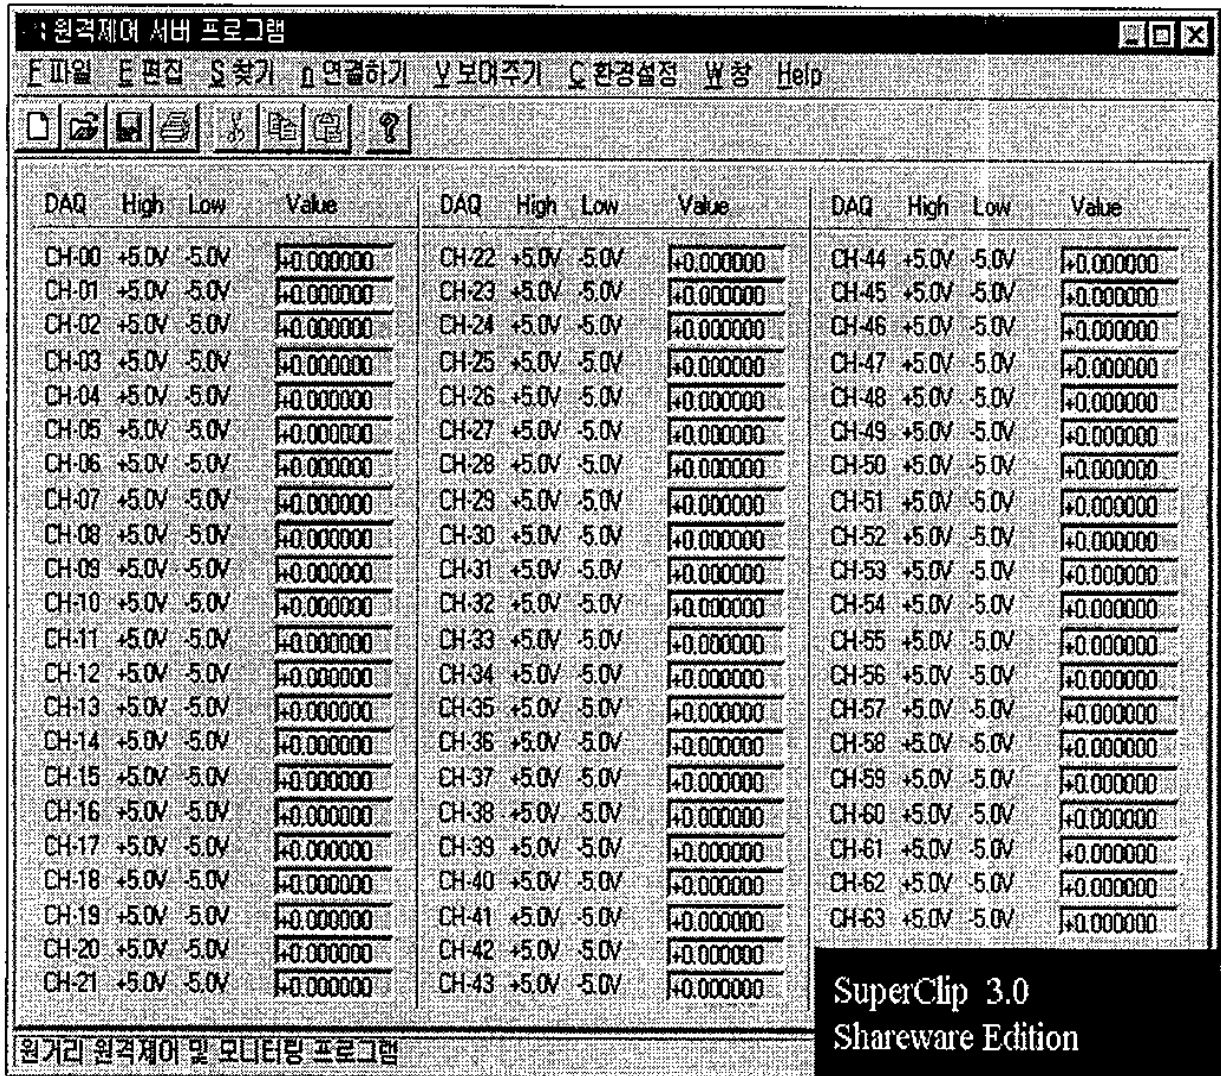 원격제어 서버 프로그램
F파일 E편집 S찾기 n연결하기 V보여주기 C환경설정 W창 Help
DAQ High Low Value DAQ High Low Value DAQ High Low Value
CH-00 +5.0V -5.0V +0.000000 CH-22 +5.0V -5.0V +0.000000 CH-44 +5.0V -5.0V +0.000000
CH-01 +5.0V -5.0V +0.000000 CH-23 +5.0V -5.0V +0.000000 CH-45 +5.0V -5.0V +0.000000
CH-02 +5.0V -5.0V +0.000000 CH-24 +5.0V -5.0V +0.000000 CH-46 +5.0V -5.0V +0.000000
CH-03 +5.0V -5.0V +0.000000 CH-25 +5.0V -5.0V +0.000000 CH-47 +5.0V -5.0V +0.000000
CH-04 +5.0V -5.0V +0.000000 CH-26 +5.0V -5.0V +0.000000 CH-48 +5.0V -5.0V +0.000000
CH-05 +5.0V -5.0V +0.000000 CH-27 +5.0V -5.0V +0.000000 CH-49 +5.0V -5.0V +0.000000
CH-06 +5.0V -5.0V +0.000000 CH-28 +5.0V -5.0V +0.000000 CH-50 +5.0V -5.0V +0.000000
CH-07 +5.0V -5.0V +0.000000 CH-29 +5.0V -5.0V +0.000000 CH-51 +5.0V -5.0V +0.000000
CH-08 +5.0V -5.0V +0.000000 CH-30 +5.0V -5.0V +0.000000 CH-52 +5.0V -5.0V +0.000000
CH-09 +5.0V -5.0V +0.000000 CH-31 +5.0V -5.0V +0.000000 CH-53 +5.0V -5.0V +0.000000
CH-10 +5.0V -5.0V +0.000000 CH-32 +5.0V -5.0V +0.000000 CH-54 +5.0V -5.0V +0.000000
CH-11 +5.0V -5.0V +0.000000 CH-33 +5.0V -5.0V +0.000000 CH-55 +5.0V -5.0V +0.000000
CH-12 +5.0V -5.0V +0.000000 CH-34 +5.0V -5.0V +0.000000 CH-56 +5.0V -5.0V +0.000000
CH-13 +5.0V -5.0V +0.000000 CH-35 +5.0V -5.0V +0.000000 CH-57 +5.0V -5.0V +0.000000
CH-14 +5.0V -5.0V +0.000000 CH-36 +5.0V -5.0V +0.000000 CH-58 +5.0V -5.0V +0.000000
CH-15 +5.0V -5.0V +0.000000 CH-37 +5.0V -5.0V +0.000000 CH-59 +5.0V -5.0V +0.000000
CH-16 +5.0V -5.0V +0.000000 CH-38 +5.0V -5.0V +0.000000 CH-60 +5.0V -5.0V +0.000000
CH-17 +5.0V -5.0V +0.000000 CH-39 +5.0V -5.0V +0.000000 CH-61 +5.0V -5.0V +0.000000
CH-18 +5.0V -5.0V +0.000000 CH-40 +5.0V -5.0V +0.000000 CH-62 +5.0V -5.0V +0.000000
CH-19 +5.0V -5.0V +0.000000 CH-41 +5.0V -5.0V +0.000000 CH-63 +5.0V -5.0V +0.000000
CH-20 +5.0V -5.0V +0.000000 CH-42 +5.0V -5.0V +0.000000
CH-21 +5.0V -5.0V +0.000000 CH-43 +5.0V -5.0V +0.000000
SuperClip 3.0
Shareware Edition
원거리 원격제어 및 모니터링 프로그램